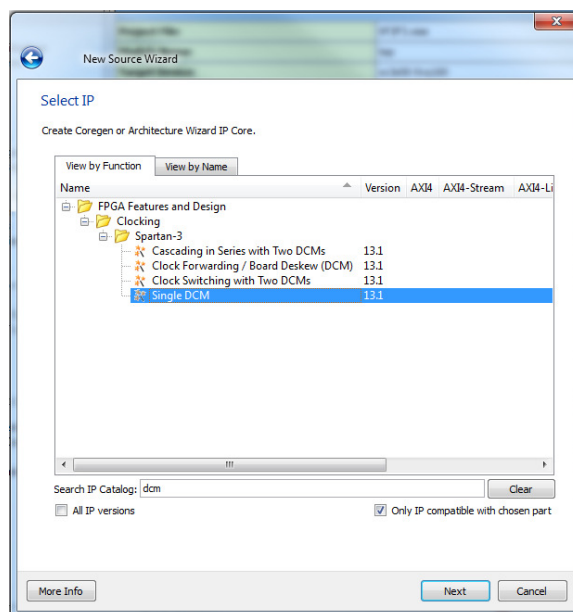 New Source Wizard
Select IP
Create Coregen or Architecture Wizard IP Core.
View by Function View by Name
Name Version AXI4 AXI4-Stream AXI4-Li
FPGA Features and Design
Clocking
Spartan-3
Cascading in Series with Two DCMs 13.1
Clock Forwarding / Board Deskew (DCM) 13.1
Clock Switching with Two DCMs 13.1
Single DCM 13.1
Search IP Catalog: dcm Clear
All IP versions Only IP compatible with chosen part
More Info Next Cancel